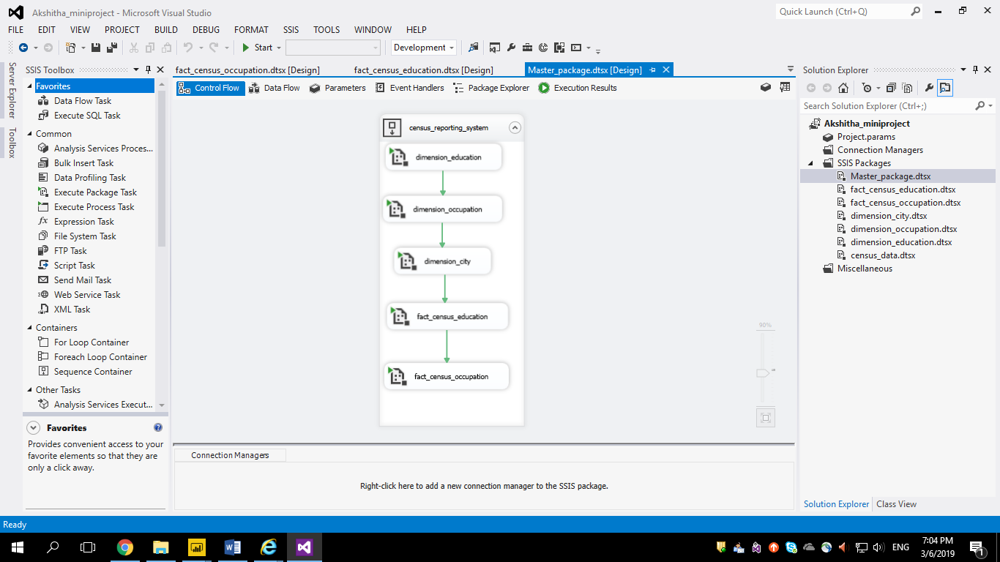 Akshitha_miniproject - Microsoft Visual Studio
Quick Launch (Ctrl+Q)
FILE EDIT VIEW PROJECT BUILD DEBUG FORMAT SSIS TOOLS WINDOW HELP
Start
Development
Server Explorer
Toolbox
SSIS Toolbox
Favorites
Data Flow Task
Execute SQL Task
Common
Analysis Services Proces...
Bulk Insert Task
Data Profiling Task
Execute Package Task
Execute Process Task
Expression Task
File System Task
FTP Task
Script Task
Send Mail Task
Web Service Task
XML Task
Containers
For Loop Container
Foreach Loop Container
Sequence Container
Other Tasks
Analysis Services Execut...
Favorites
Provides convenient access to your
favorite elements so that they are
only a click away.
fact_census_occupation.dtsx [Design]
fact_census_education.dtsx [Design]
Master_package.dtsx [Design]
Control Flow
Data Flow
Parameters
Event Handlers
Package Explorer
Execution Results
census_reporting_system
dimension_education
dimension_occupation
dimension_city
fact_census_education
fact_census_occupation
90%
Connection Managers
Right-click here to add a new connection manager to the SSIS package.
Solution Explorer
Search Solution Explorer (Ctrl+;)
Akshitha_miniproject
Project.params
Connection Managers
SSIS Packages
Master_package.dtsx
fact_census_education.dtsx
fact_census_occupation.dtsx
dimension_city.dtsx
dimension_occupation.dtsx
dimension_education.dtsx
census_data.dtsx
Miscellaneous
Solution Explorer
Class View
Ready
ENG
7:04 PM
3/6/2019
1